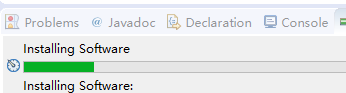 Problems @ Javadoc Declaration Console
Installing Software
Installing Software: